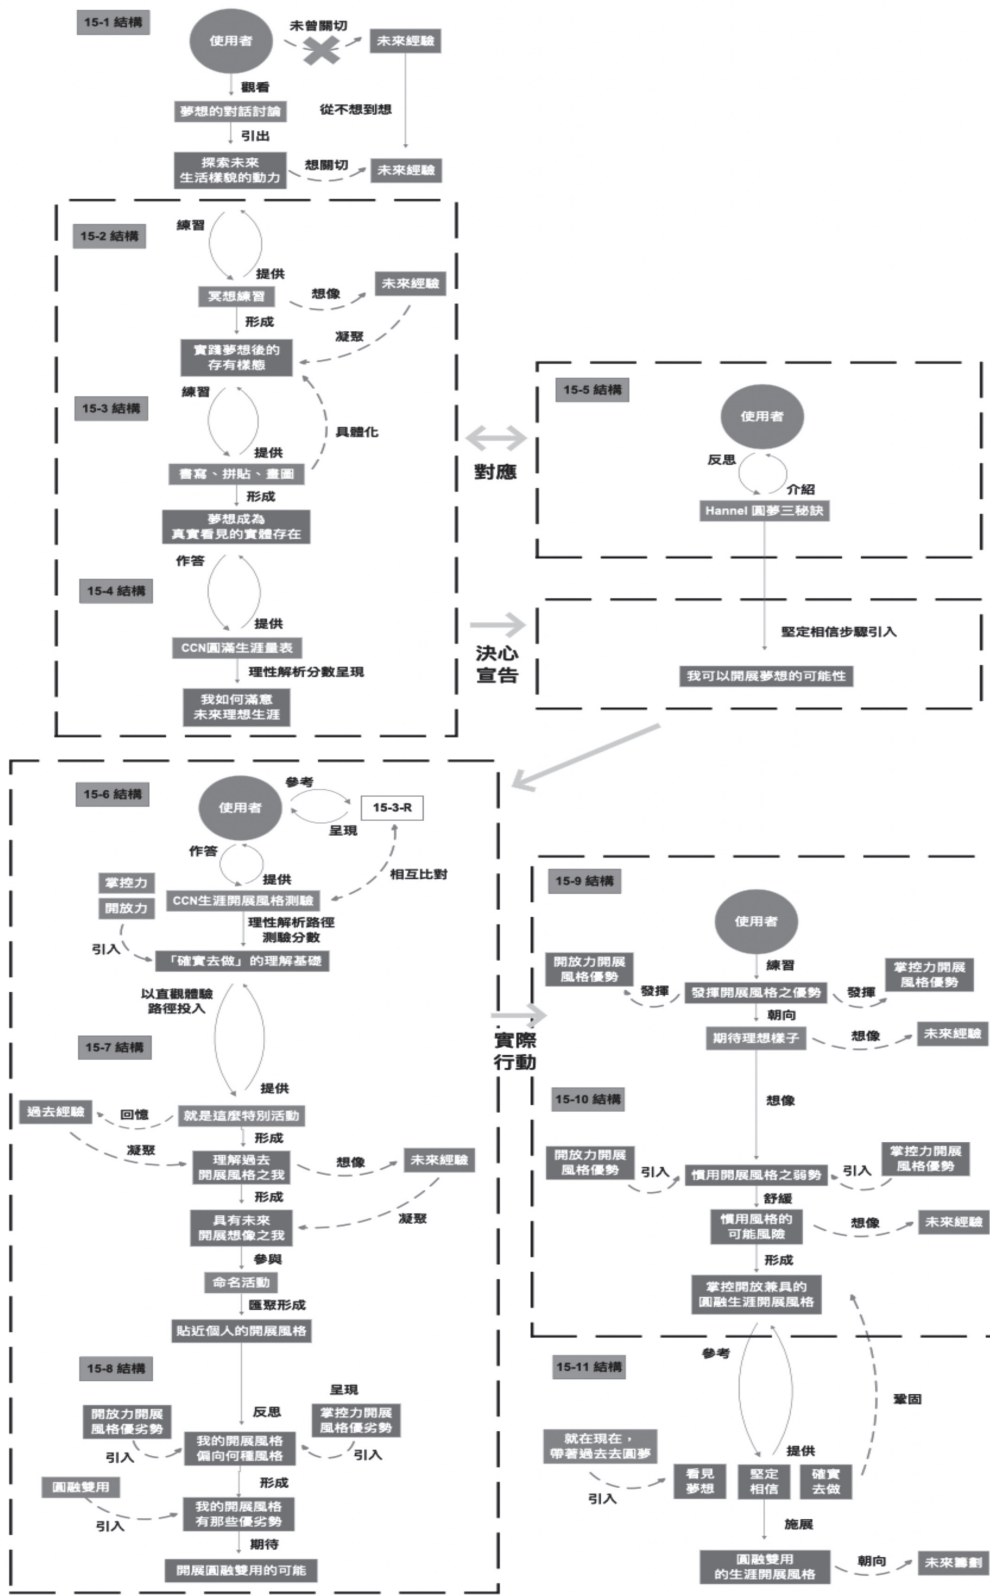 15-1 結構
使用者
未曾關切
未來經驗
觀看
夢想的對話討論
從不想到想
引出
探索未來
生活樣貌的動力
想關切
未來經驗
15-2 結構
練習
提供
冥想練習
想像
未來經驗
形成
凝聚
實踐夢想後的
存有樣態
15-3 結構
練習
具體化
提供
書寫、拼貼、畫圖
形成
夢想成為
真實看見的實體存在
15-4 結構
作答
提供
CCN圓滿生涯量表
理性解析分數呈現
我如何滿意
未來理想生涯
對應
15-5 結構
使用者
反思
介紹
Hannel 圓夢三秘訣
決心
宣告
堅定相信步驟引入
我可以開展夢想的可能性
15-6 結構
使用者
參考
15-3-R
呈現
作答
提供
相互比對
掌控力
開放力
CCN生涯開展風格測驗
理性解析路徑
測驗分數
引入
「確實去做」的理解基礎
以直觀體驗
路徑投入
15-7 結構
提供
過去經驗
回憶
就是這麼特別活動
凝聚
形成
理解過去
開展風格之我
想像
未來經驗
形成
具有未來
開展想像之我
凝聚
參與
命名活動
匯聚形成
貼近個人的開展風格
15-8 結構
呈現
開放力開展
風格優劣勢
反思
掌控力開展
風格優劣勢
引入
我的開展風格
偏向何種風格
引入
圓融雙用
形成
引入
我的開展風格
有那些優劣勢
期待
開展圓融雙用的可能
實際
行動
15-9 結構
使用者
練習
開放力開展
風格優勢
發揮
發揮開展風格之優勢
發揮
掌控力開展
風格優勢
朝向
期待理想樣子
想像
未來經驗
15-10 結構
想像
開放力開展
風格優勢
引入
慣用開展風格之弱勢
引入
掌控力開展
風格優勢
舒緩
慣用風格的
可能風險
想像
未來經驗
形成
掌控開放兼具的
圓融生涯開展風格
15-11 結構
參考
鞏固
提供
就在現在，
帶著過去去圓夢
引入
看見
夢想
堅定
相信
確實
去做
施展
圓融雙用
的生涯開展風格
朝向
未來籌劃